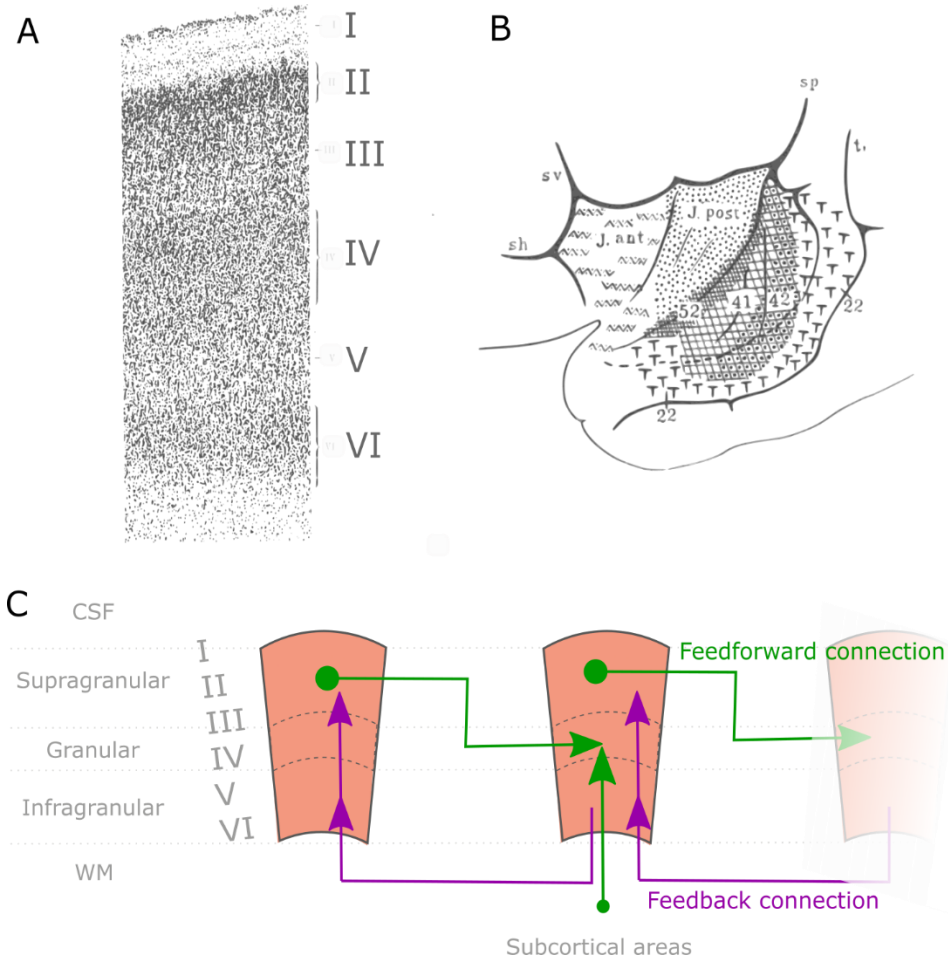 A
I
II
III
IV
V
VI
B
sp
t,
sv
J. post
J. ant
sh
52
41
42
22
22
C
CSF
I
Supragranular
II
III
Granular
IV
V
Infragranular
VI
WM
Feedforward connection
Feedback connection
Subcortical areas